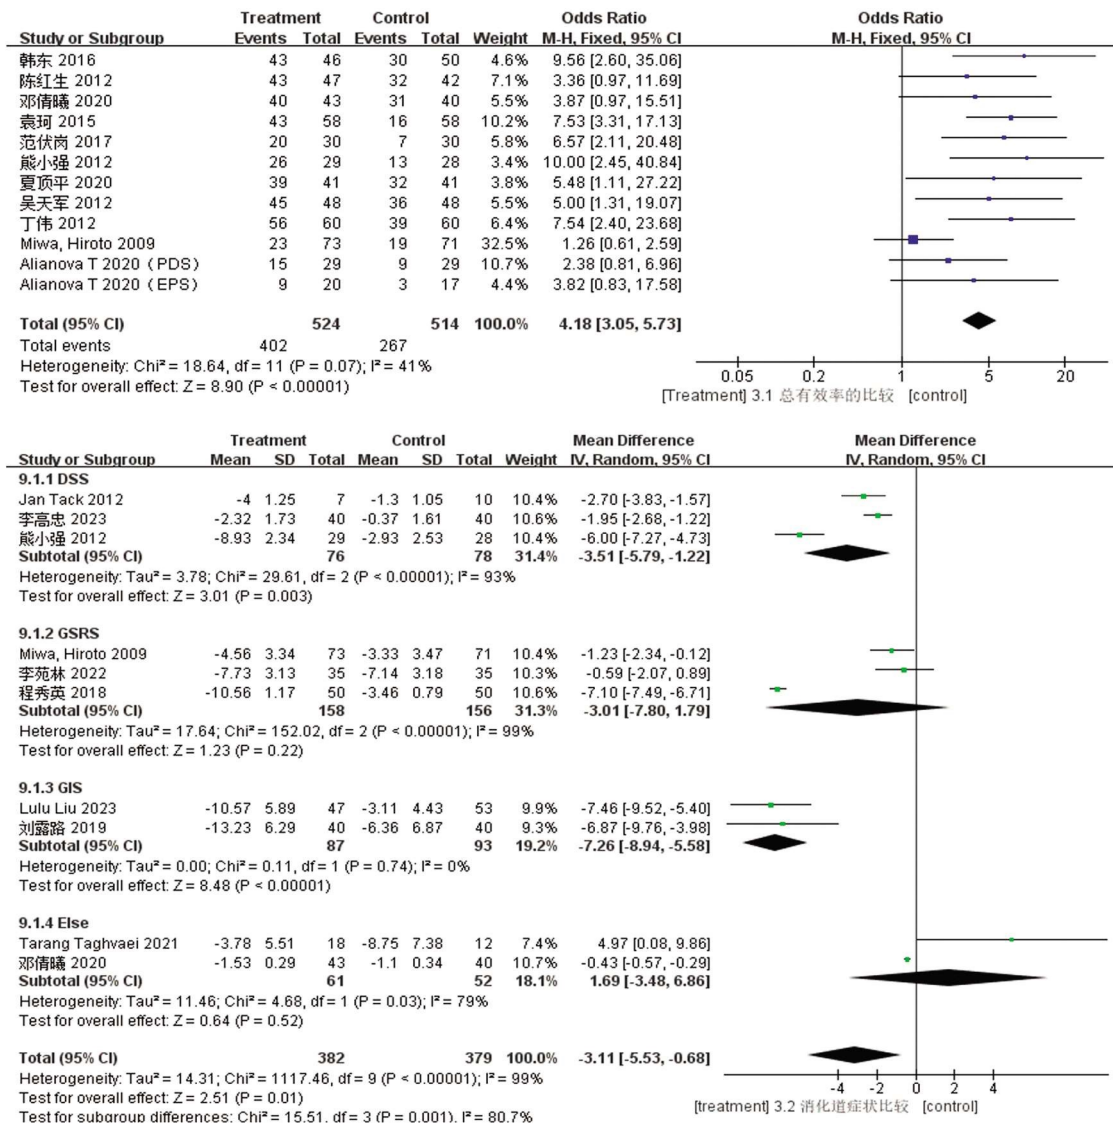 Treatment Control Odds Ratio Odds Ratio
Study or Subgroup Events Total Events Total Weight M-H, Fixed, 95% CI M-H, Fixed, 95% CI
韩东 2016 43 46 30 50 4.6% 9.56 [2.60, 35.06]
陈红生 2012 43 47 32 42 7.1% 3.36 [0.97, 11.69]
邓倩曦 2020 40 43 31 40 5.5% 3.87 [0.97, 15.51]
袁珂 2015 43 58 16 58 10.2% 7.53 [3.31, 17.13]
范伏岗 2017 20 30 7 30 5.8% 6.57 [2.11, 20.48]
熊小强 2012 26 29 13 28 3.4% 10.00 [2.45, 40.84]
夏顶平 2020 39 41 32 41 3.8% 5.48 [1.11, 27.22]
吴天军 2012 45 48 36 48 5.5% 5.00 [1.31, 19.07]
丁伟 2012 56 60 39 60 6.4% 7.54 [2.40, 23.68]
Miwa, Hiroto 2009 23 73 19 71 32.5% 1.26 [0.61, 2.59]
Alianova T 2020（PDS） 15 29 9 29 10.7% 2.38 [0.81, 6.96]
Alianova T 2020（EPS） 9 20 3 17 4.4% 3.82 [0.83, 17.58]
Total (95% CI) 524 514 100.0% 4.18 [3.05, 5.73]
Total events 402 267
Heterogeneity: Chi² = 18.64, df = 11 (P = 0.07); I² = 41%
Test for overall effect: Z = 8.90 (P < 0.00001)
0.05 0.2 1 5 20
[Treatment] 3.1 总有效率的比较 [control]
Treatment Control Mean Difference Mean Difference
Study or Subgroup Mean SD Total Mean SD Total Weight IV, Random, 95% CI IV, Random, 95% CI
9.1.1 DSS
Jan Tack 2012 -4 1.25 7 -1.3 1.05 10 10.4% -2.70 [-3.83, -1.57]
李高忠 2023 -2.32 1.73 40 -0.37 1.61 40 10.6% -1.95 [-2.68, -1.22]
熊小强 2012 -8.93 2.34 29 -2.93 2.53 28 10.4% -6.00 [-7.27, -4.73]
Subtotal (95% CI) 76 78 31.4% -3.51 [-5.79, -1.22]
Heterogeneity: Tau² = 3.78; Chi² = 29.61, df = 2 (P < 0.00001); I² = 93%
Test for overall effect: Z = 3.01 (P = 0.003)
9.1.2 GSRS
Miwa, Hiroto 2009 -4.56 3.34 73 -3.33 3.47 71 10.4% -1.23 [-2.34, -0.12]
李苑林 2022 -7.73 3.13 35 -7.14 3.18 35 10.3% -0.59 [-2.07, 0.89]
程秀英 2018 -10.56 1.17 50 -3.46 0.79 50 10.6% -7.10 [-7.49, -6.71]
Subtotal (95% CI) 158 156 31.3% -3.01 [-7.80, 1.79]
Heterogeneity: Tau² = 17.64; Chi² = 152.02, df = 2 (P < 0.00001); I² = 99%
Test for overall effect: Z = 1.23 (P = 0.22)
9.1.3 GIS
Lulu Liu 2023 -10.57 5.89 47 -3.11 4.43 53 9.9% -7.46 [-9.52, -5.40]
刘露路 2019 -13.23 6.29 40 -6.36 6.87 40 9.3% -6.87 [-9.76, -3.98]
Subtotal (95% CI) 87 93 19.2% -7.26 [-8.94, -5.58]
Heterogeneity: Tau² = 0.00; Chi² = 0.11, df = 1 (P = 0.74); I² = 0%
Test for overall effect: Z = 8.48 (P < 0.00001)
9.1.4 Else
Tarang Taghvaei 2021 -3.78 5.51 18 -8.75 7.38 12 7.4% 4.97 [0.08, 9.86]
邓倩曦 2020 -1.53 0.29 43 -1.1 0.34 40 10.7% -0.43 [-0.57, -0.29]
Subtotal (95% CI) 61 52 18.1% 1.69 [-3.48, 6.86]
Heterogeneity: Tau² = 11.46; Chi² = 4.68, df = 1 (P = 0.03); I² = 79%
Test for overall effect: Z = 0.64 (P = 0.52)
Total (95% CI) 382 379 100.0% -3.11 [-5.53, -0.68]
Heterogeneity: Tau² = 14.31; Chi² = 1117.46, df = 9 (P < 0.00001); I² = 99%
Test for overall effect: Z = 2.51 (P = 0.01)
Test for subgroup differences: Chi² = 15.51, df = 3 (P = 0.001), I² = 80.7%
-4 -2 0 2 4
[treatment] 3.2 消化道症状比较 [control]